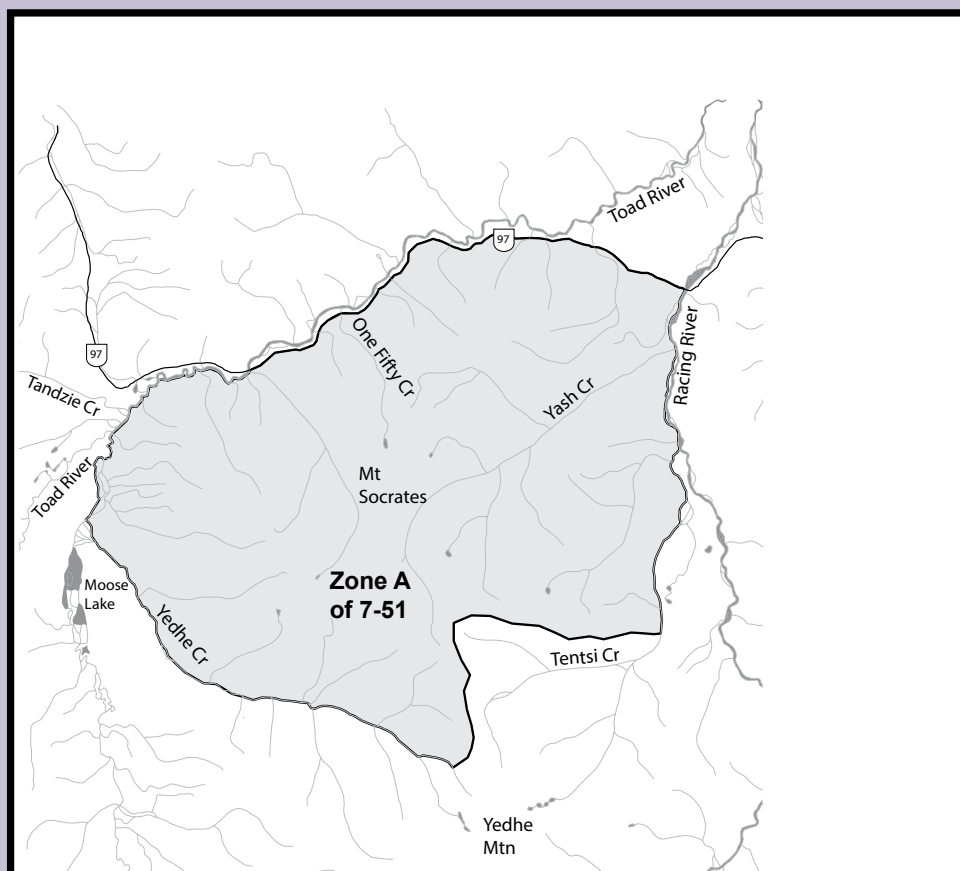 Toad River
97
97
One Fifty Cr
Racing River
Tandzie Cr
Yash Cr
Toad River
Mt
Socrates
Moose
Lake
Zone A
of 7-51
Yedhe Cr
Tentsi Cr
Yedhe
Mtn